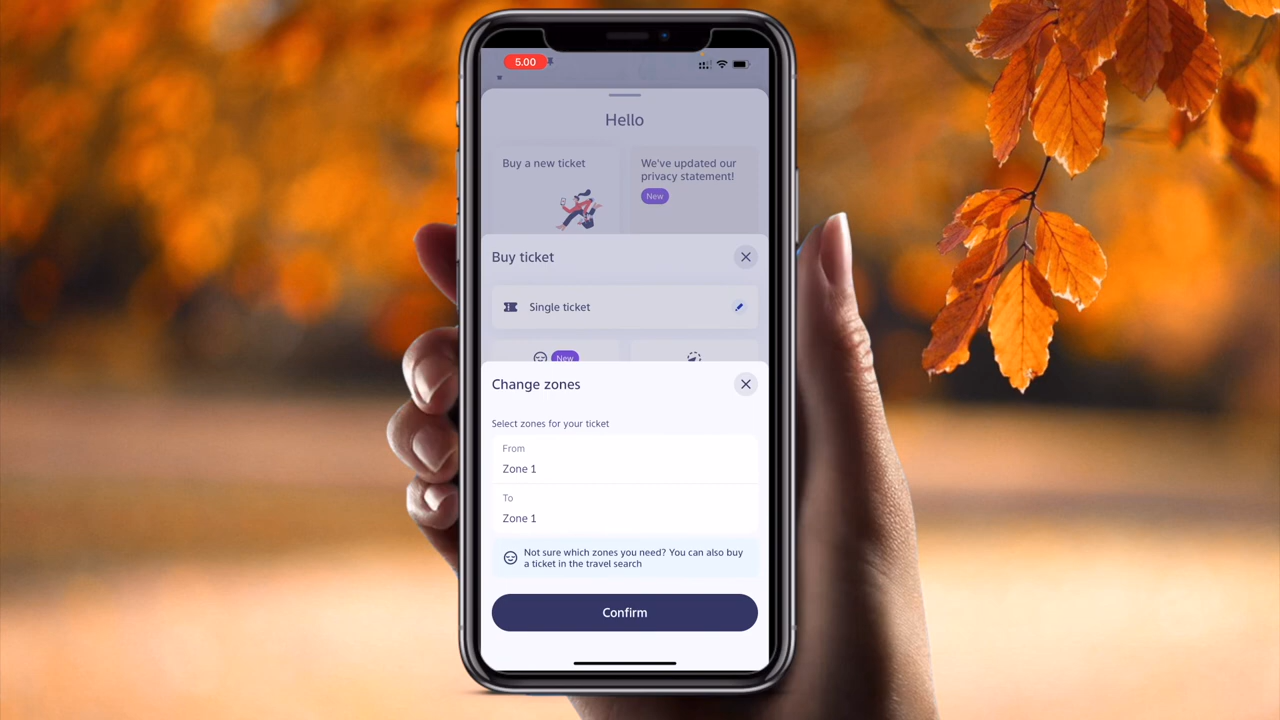 5.00
Hello
Buy a new ticket
We've updated our
privacy statement!
New
Buy ticket
Single ticket
New
Change zones
Select zones for your ticket
From
Zone 1
To
Zone 1
Not sure which zones you need? You can also buy
a ticket in the travel search
Confirm